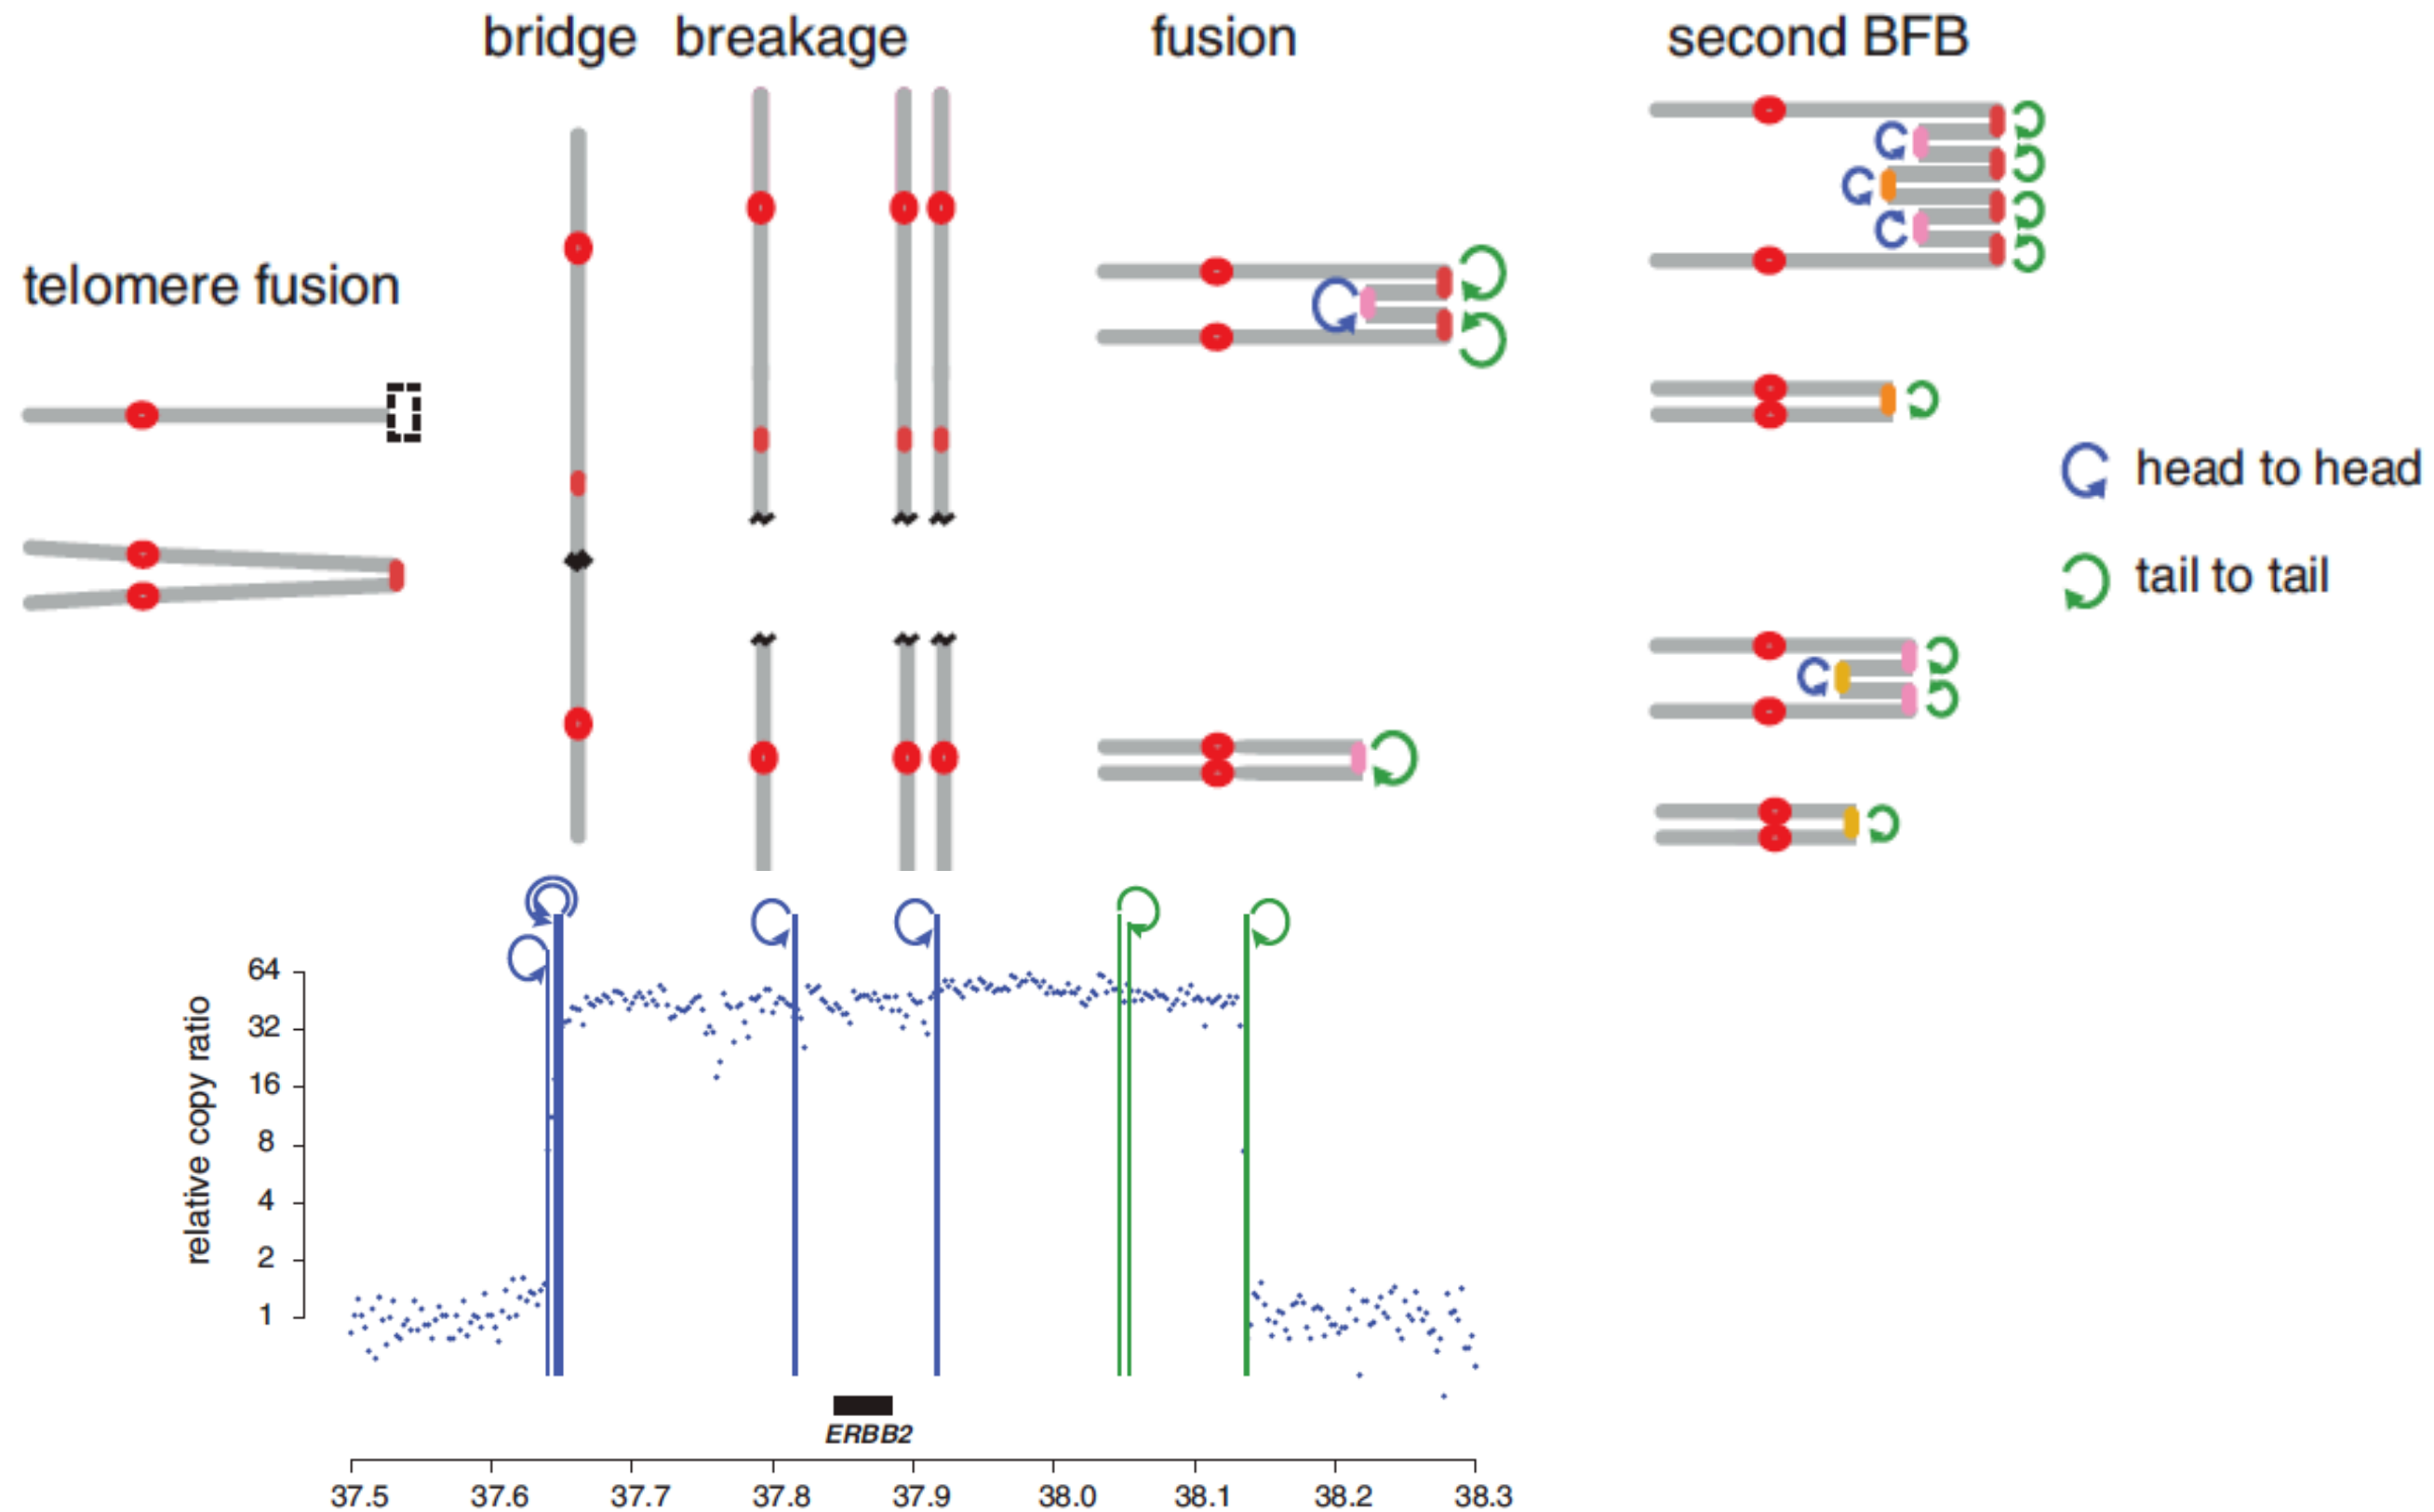 bridge breakage fusion second BFB
telomere fusion
head to head
tail to tail
relative copy ratio
64
32
16
8
4
2
1
ERBB2
37.5 37.6 37.7 37.8 37.9 38.0 38.1 38.2 38.3